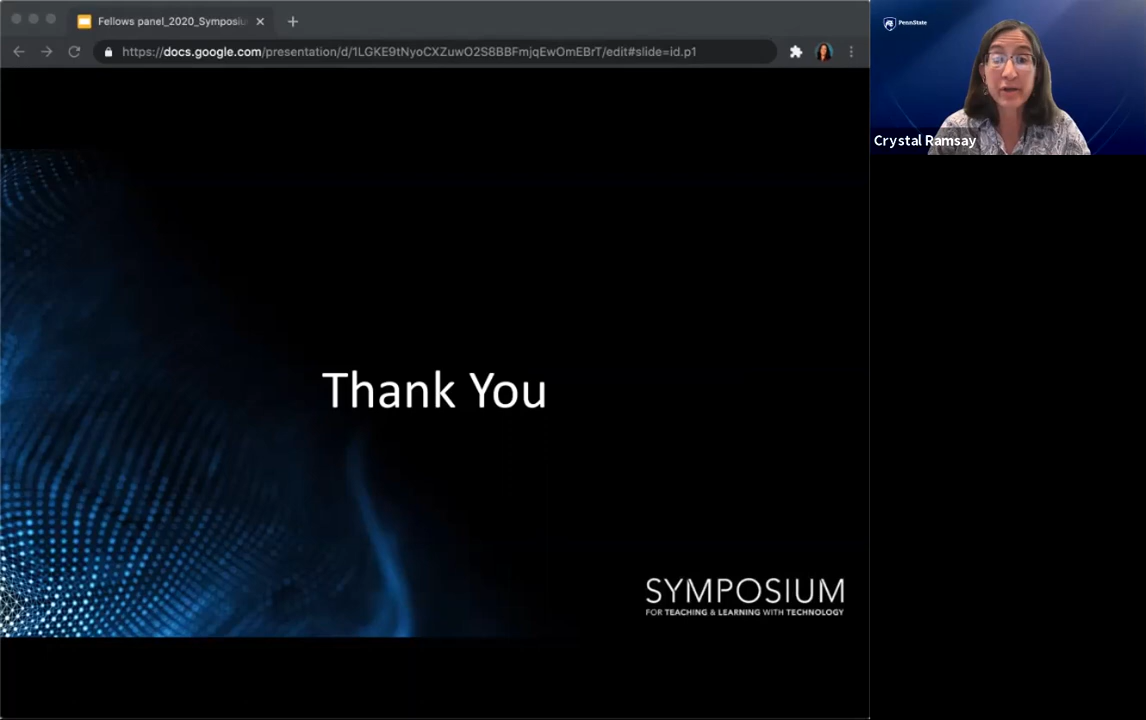 Fellows panel_2020_Symposiu
https://docs.google.com/presentation/d/1LGKE9tNyoCXZuwO2S8BBFmjqEwOmEBrT/edit#slide=id.p1
PennState
Crystal Ramsay
Thank You
SYMPOSIUM
FOR TEACHING & LEARNING WITH TECHNOLOGY